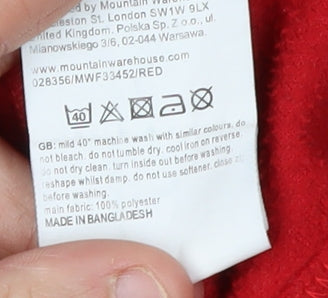 by Mountain Ware
eston St. London SW1W 9LX
United Kingdom. Polska Sp. Z o.o., ul.
Mianowskiego 3/6, 02-044 Warsawa.
www.mountainwarehouse.com
028356/MWF33452/RED
40
GB: mild 40° machine wash with similar colours, do
not bleach. do not tumble dry. cool iron on reverse.
do not dry clean. turn inside out before washing.
reshape whilst damp. do not use softener. close
before washing.
main fabric: 100% polyester
MADE IN BANGLADESH